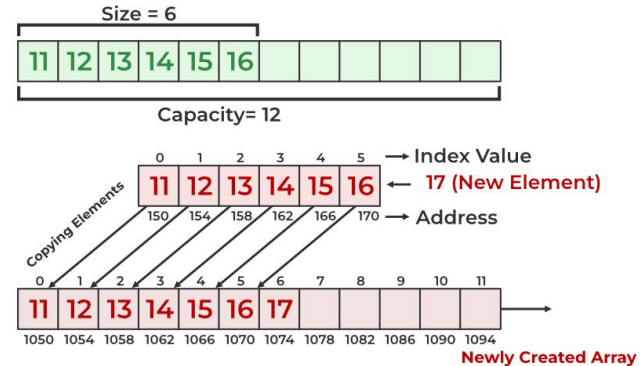 Size = 6
11 12 13 14 15 16
Capacity= 12
0 1 2 3 4 5 Index Value
11 12 13 14 15 16 17 (New Element)
150 154 158 162 166 170 Address
Copying Elements
0 1 2 3 4 5 6 7 8 9 10 11
11 12 13 14 15 16 17
1050 1054 1058 1062 1066 1070 1074 1078 1082 1086 1090 1094
Newly Created Array